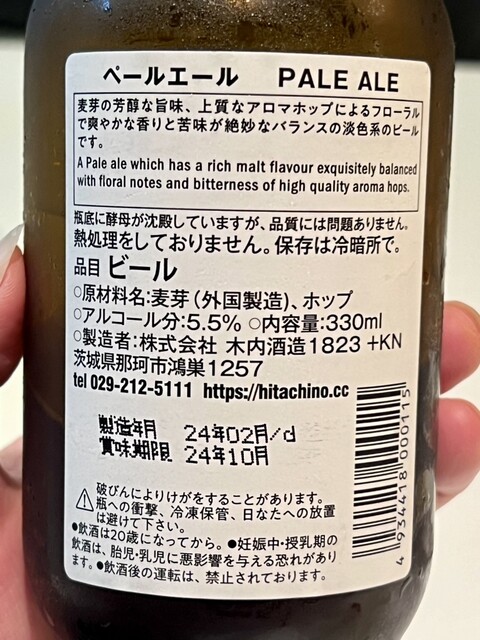 ペールエール PALE ALE
麦芽の芳醇な旨味、上質なアロマホップによるフローラル
で爽やかな香りと苦味が絶妙なバランスの淡色系のビール
です。
A Pale ale which has a rich malt flavour exquisitely balanced
with floral notes and bitterness of high quality aroma hops.
瓶底に酵母が沈殿していますが、品質には問題ありません。
熱処理をしておりません。保存は冷暗所で。
品目 ビール
○原材料名:麦芽(外国製造)、ホップ
○アルコール分:5.5% ○内容量:330ml
○製造者:株式会社 木内酒造1823 +KN
茨城県那珂市鴻巣1257
tel 029-212-5111 https://hitachino.cc
製造年月 24年02月/d
賞味期限 24年10月
破びんによりけがをすることがあります。
瓶への衝撃、冷凍保管、日なたへの放置
は避けて下さい。
●飲酒は20歳になってから。●妊娠中・授乳期の
飲酒は、胎児・乳児に悪影響を与える恐れがあり
ます。●飲酒後の運転は、禁止されております。
4 934418 000115